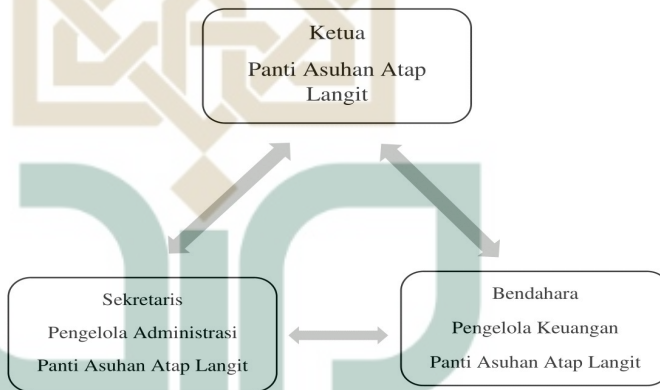 Ketua
Panti Asuhan Atap
Langit
Sekretaris
Pengelola Administrasi
Panti Asuhan Atap Langit
Bendahara
Pengelola Keuangan
Panti Asuhan Atap Langit